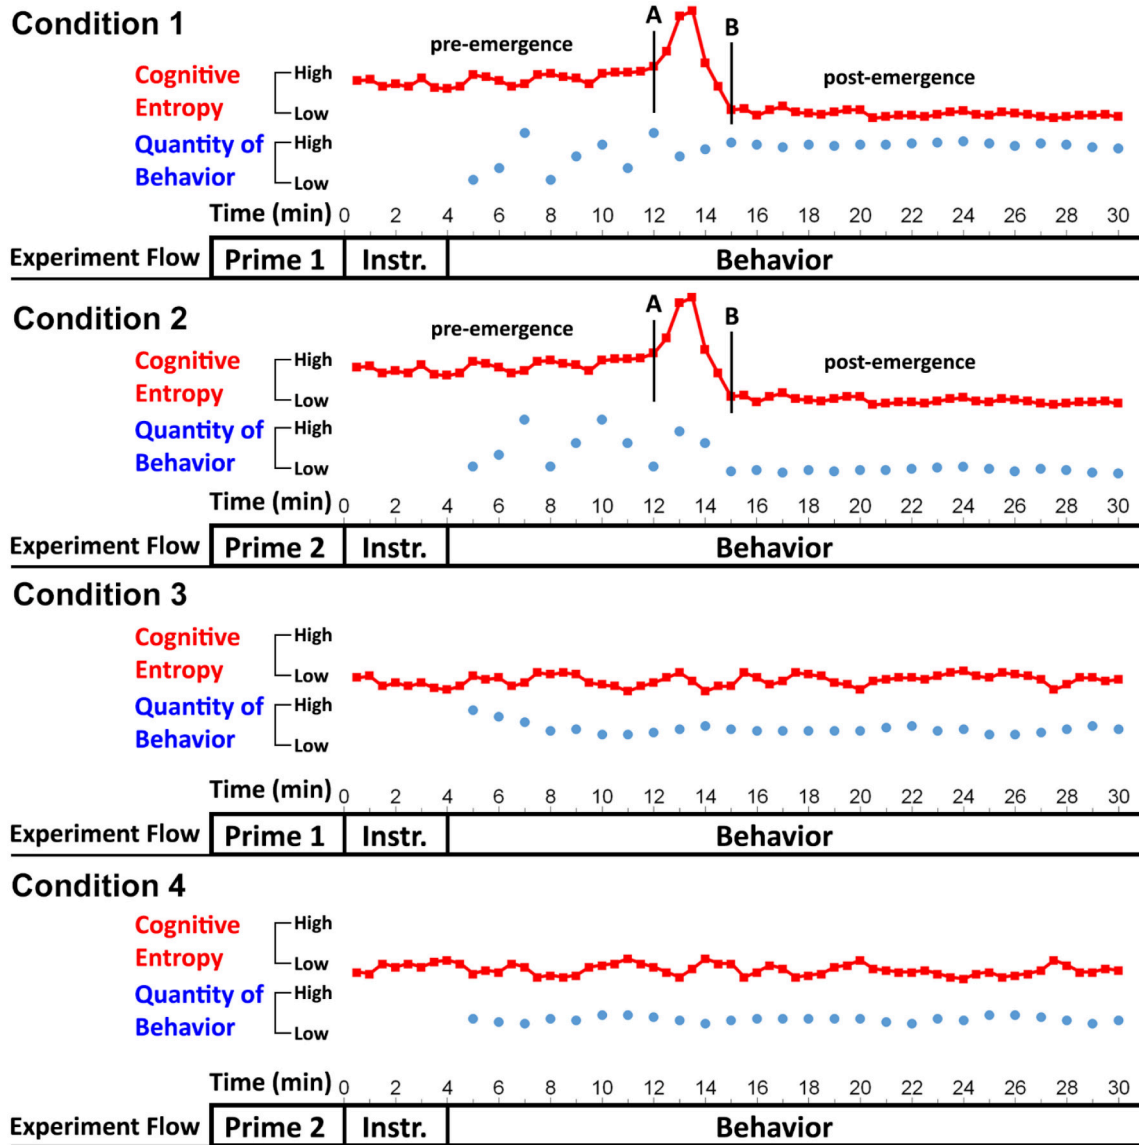 Condition 1
A
B
pre-emergence
post-emergence
Cognitive
Entropy
High
Low
Quantity of
Behavior
High
Low
Time (min) 0 2 4 6 8 10 12 14 16 18 20 22 24 26 28 30
Experiment Flow Prime 1 Instr. Behavior
Condition 2
A
B
pre-emergence
post-emergence
Cognitive
Entropy
High
Low
Quantity of
Behavior
High
Low
Time (min) 0 2 4 6 8 10 12 14 16 18 20 22 24 26 28 30
Experiment Flow Prime 2 Instr. Behavior
Condition 3
Cognitive
Entropy
High
Low
Quantity of
Behavior
High
Low
Time (min) 0 2 4 6 8 10 12 14 16 18 20 22 24 26 28 30
Experiment Flow Prime 1 Instr. Behavior
Condition 4
Cognitive
Entropy
High
Low
Quantity of
Behavior
High
Low
Time (min) 0 2 4 6 8 10 12 14 16 18 20 22 24 26 28 30
Experiment Flow Prime 2 Instr. Behavior